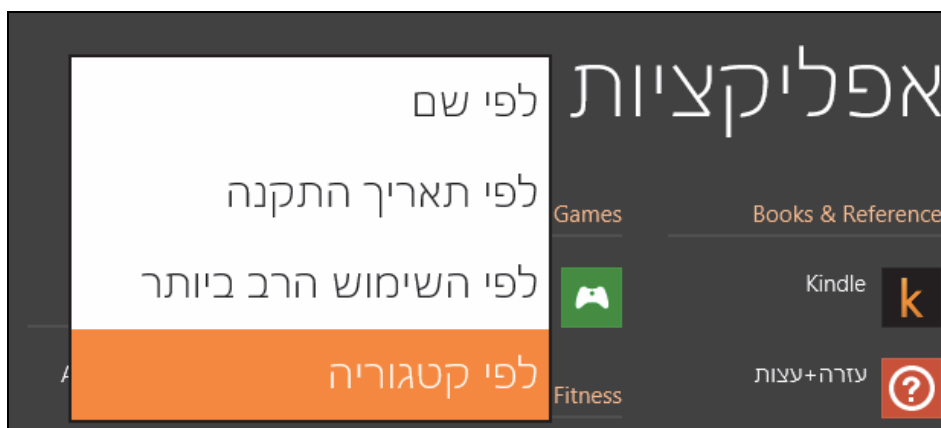 אפליקציות
לפי שם
לפי תאריך התקנה
לפי השימוש הרב ביותר
לפי קטגוריה
Books & Reference
Kindle
עזרה+עצות
Games
Fitness